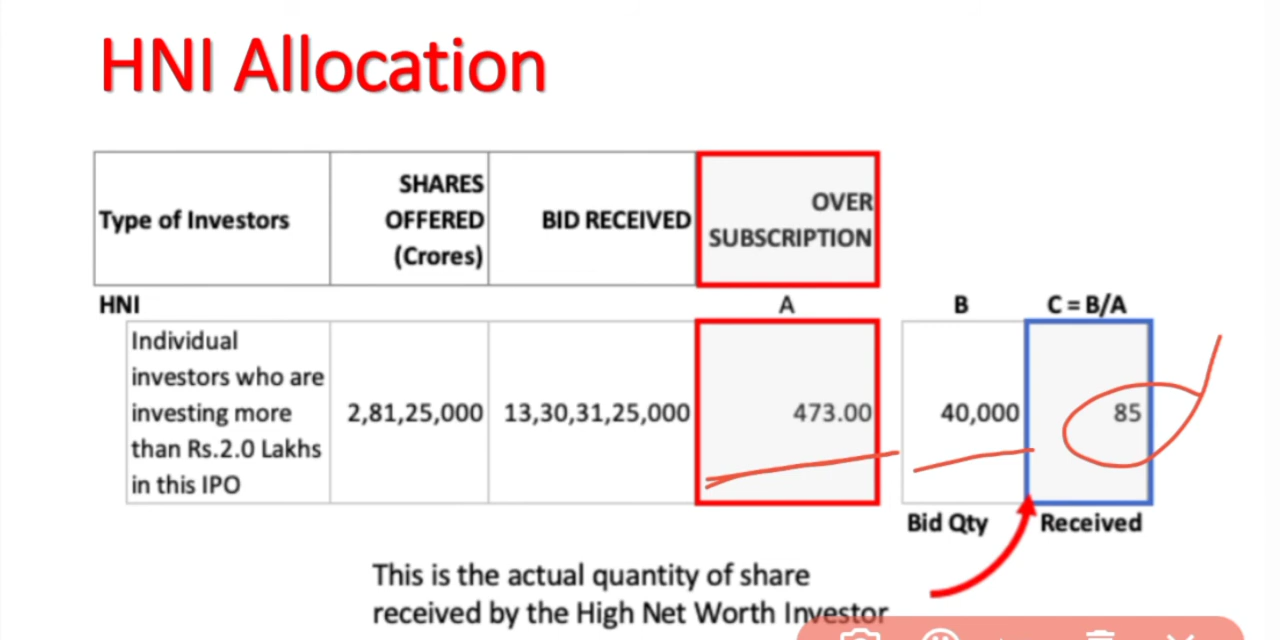 HNI Allocation
Type of Investors
SHARES
OFFERED
(Crores)
BID RECEIVED
OVER
SUBSCRIPTION
HNI
A
B
C = B/A
Individual
investors who are
investing more
than Rs.2.0 Lakhs
in this IPO
2,81,25,000
13,30,31,25,000
473.00
40,000
85
Bid Qty
Received
This is the actual quantity of share
received by the High Net Worth Investor